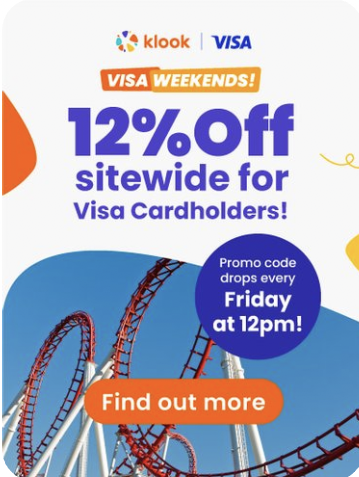 klook | VISA
VISA WEEKENDS!
12%Off
sitewide for
Visa Cardholders!
Promo code
drops every
Friday
at 12pm!
Find out more